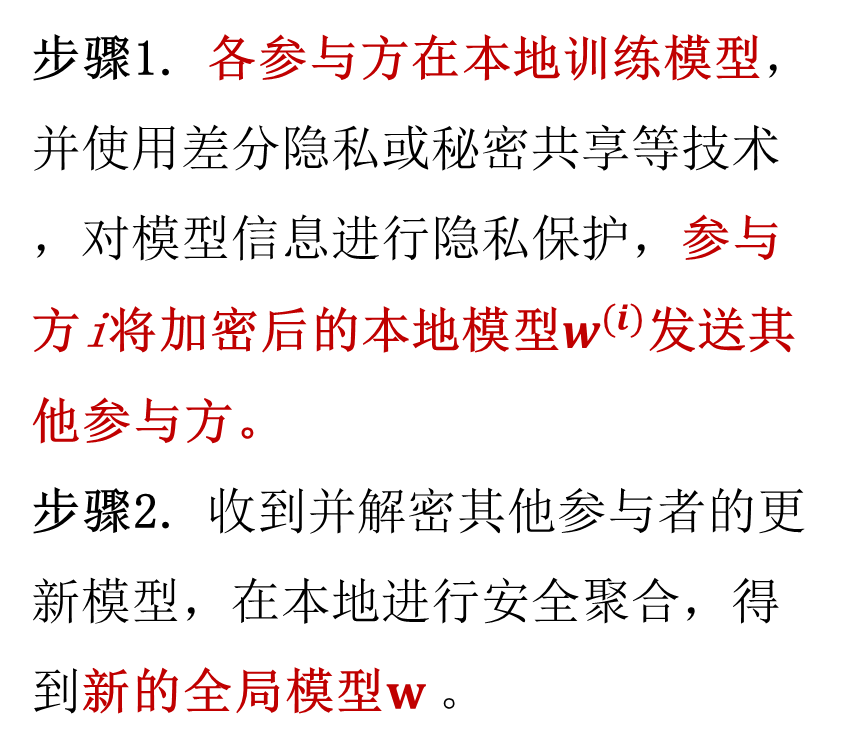 步骤1. 各参与方在本地训练模型，
并使用差分隐私或秘密共享等技术
，对模型信息进行隐私保护，参与
方i将加密后的本地模型w⁽ⁱ⁾发送其
他参与方。
步骤2. 收到并解密其他参与者的更
新模型，在本地进行安全聚合，得
到新的全局模型w 。